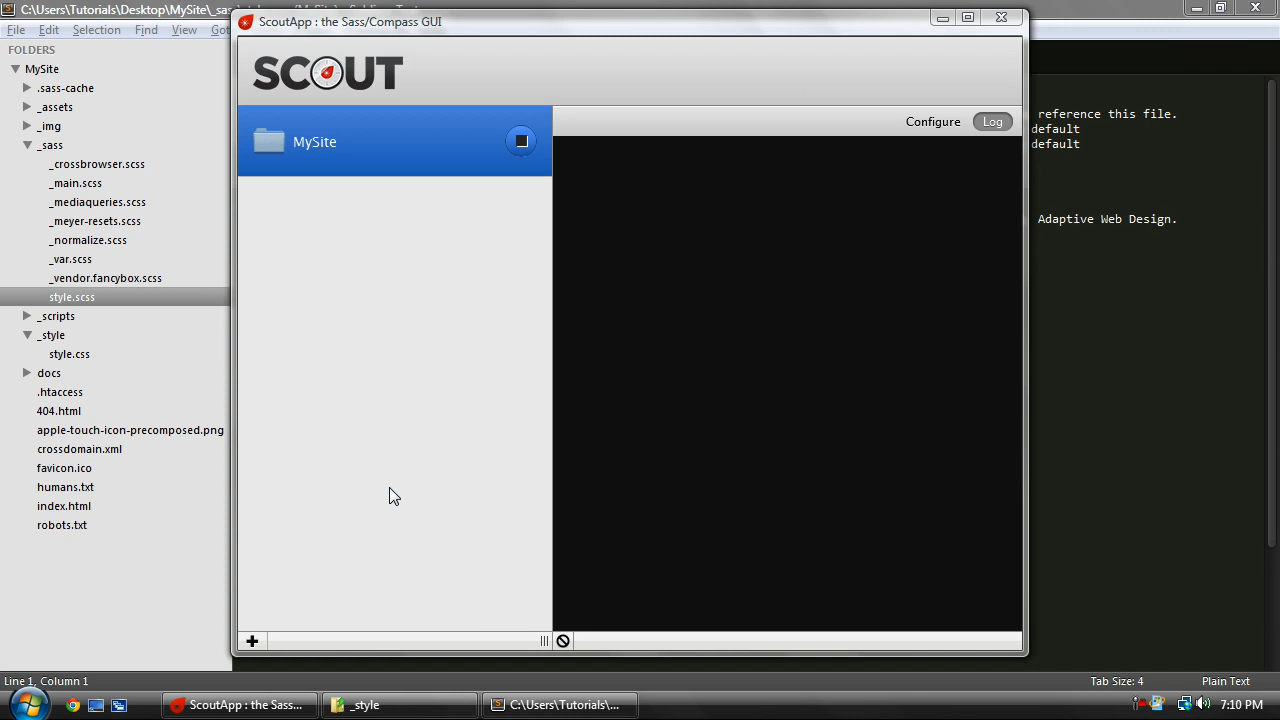 C:\Users\Tutorials\Desktop\MySite\_sas
ScoutApp : the Sass/Compass GUI
File Edit Selection Find View Got
FOLDERS
MySite
.sass-cache
_assets
_img
_sass
_crossbrowser.scss
_main.scss
_mediaqueries.scss
_meyer-resets.scss
_normalize.scss
_var.scss
_vendor.fancybox.scss
style.scss
_scripts
_style
style.css
docs
.htaccess
404.html
apple-touch-icon-precomposed.png
crossdomain.xml
favicon.ico
humans.txt
index.html
robots.txt
SCOUT
MySite
Configure Log
reference this file.
default
default
Adaptive Web Design.
Line 1, Column 1
Tab Size: 4 Plain Text
ScoutApp : the Sass...
_style
C:\Users\Tutorials\...
7:10 PM